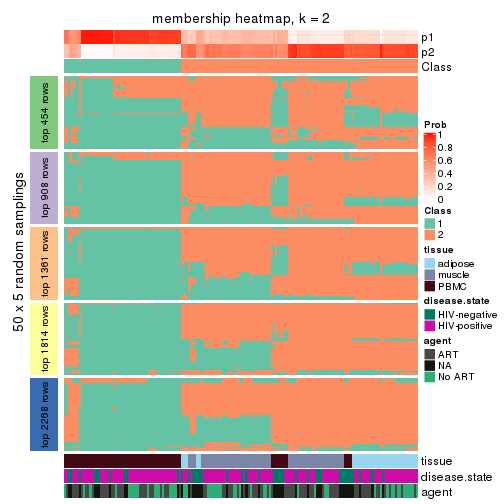 membership heatmap, k = 2
p1
p2
Class
50 x 5 random samplings
top 454 rows
top 908 rows
top 1361 rows
top 1814 rows
top 2268 rows
tissue
disease.state
agent
Prob
1
0.8
0.6
0.4
0.2
0
Class
1
2
tissue
adipose
muscle
PBMC
disease.state
HIV-negative
HIV-positive
agent
ART
NA
No ART